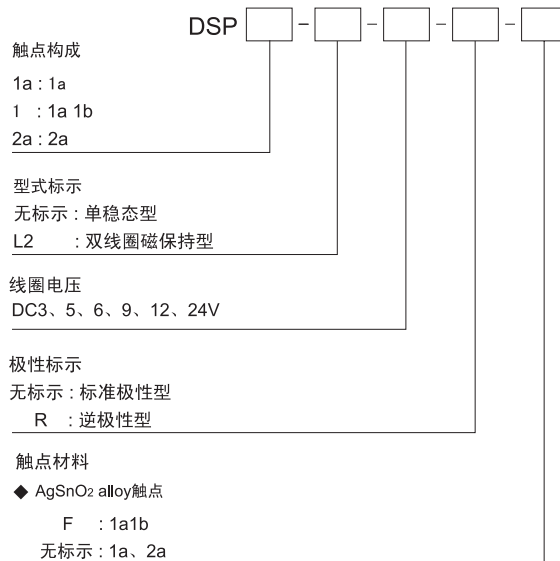 DSP - - - -
触点构成
1a : 1a
1 : 1a 1b
2a : 2a
型式标示
无标示 : 单稳态型
L2 : 双线圈磁保持型
线圈电压
DC3、5、6、9、12、24V
极性标示
无标示 : 标准极性型
R : 逆极性型
触点材料
◆ AgSnO2 alloy触点
F : 1a1b
无标示 : 1a、2a